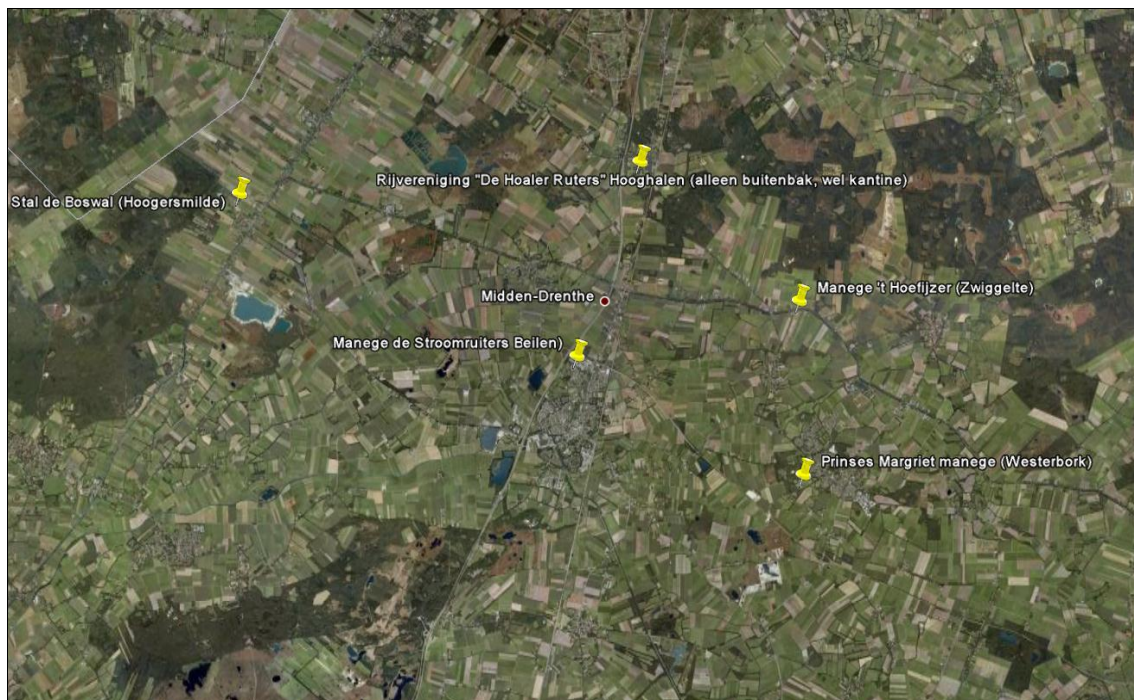 Rijvereniging "De Hoaler Ruters" Hooghalen (alleen buitenbak, wel kantine)
Stal de Boswal (Hoogersmilde)
Manege 't Hoefijzer (Zwiggelte)
Midden-Drenthe
Manege de Stroomruiters Beilen)
Prinses Margriet manege (Westerbork)